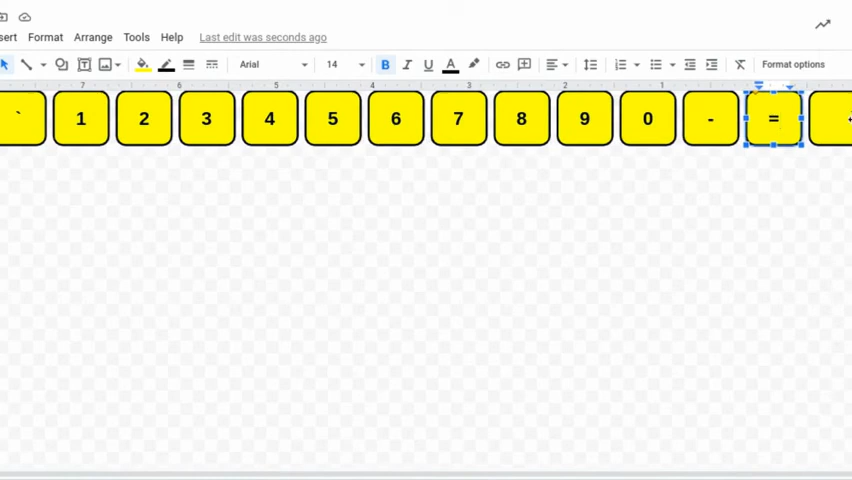 sert Format Arrange Tools Help Last edit was seconds ago
Arial 14 B I U A Format options
7 6 5 4 3 2 1
` 1 2 3 4 5 6 7 8 9 0 - =